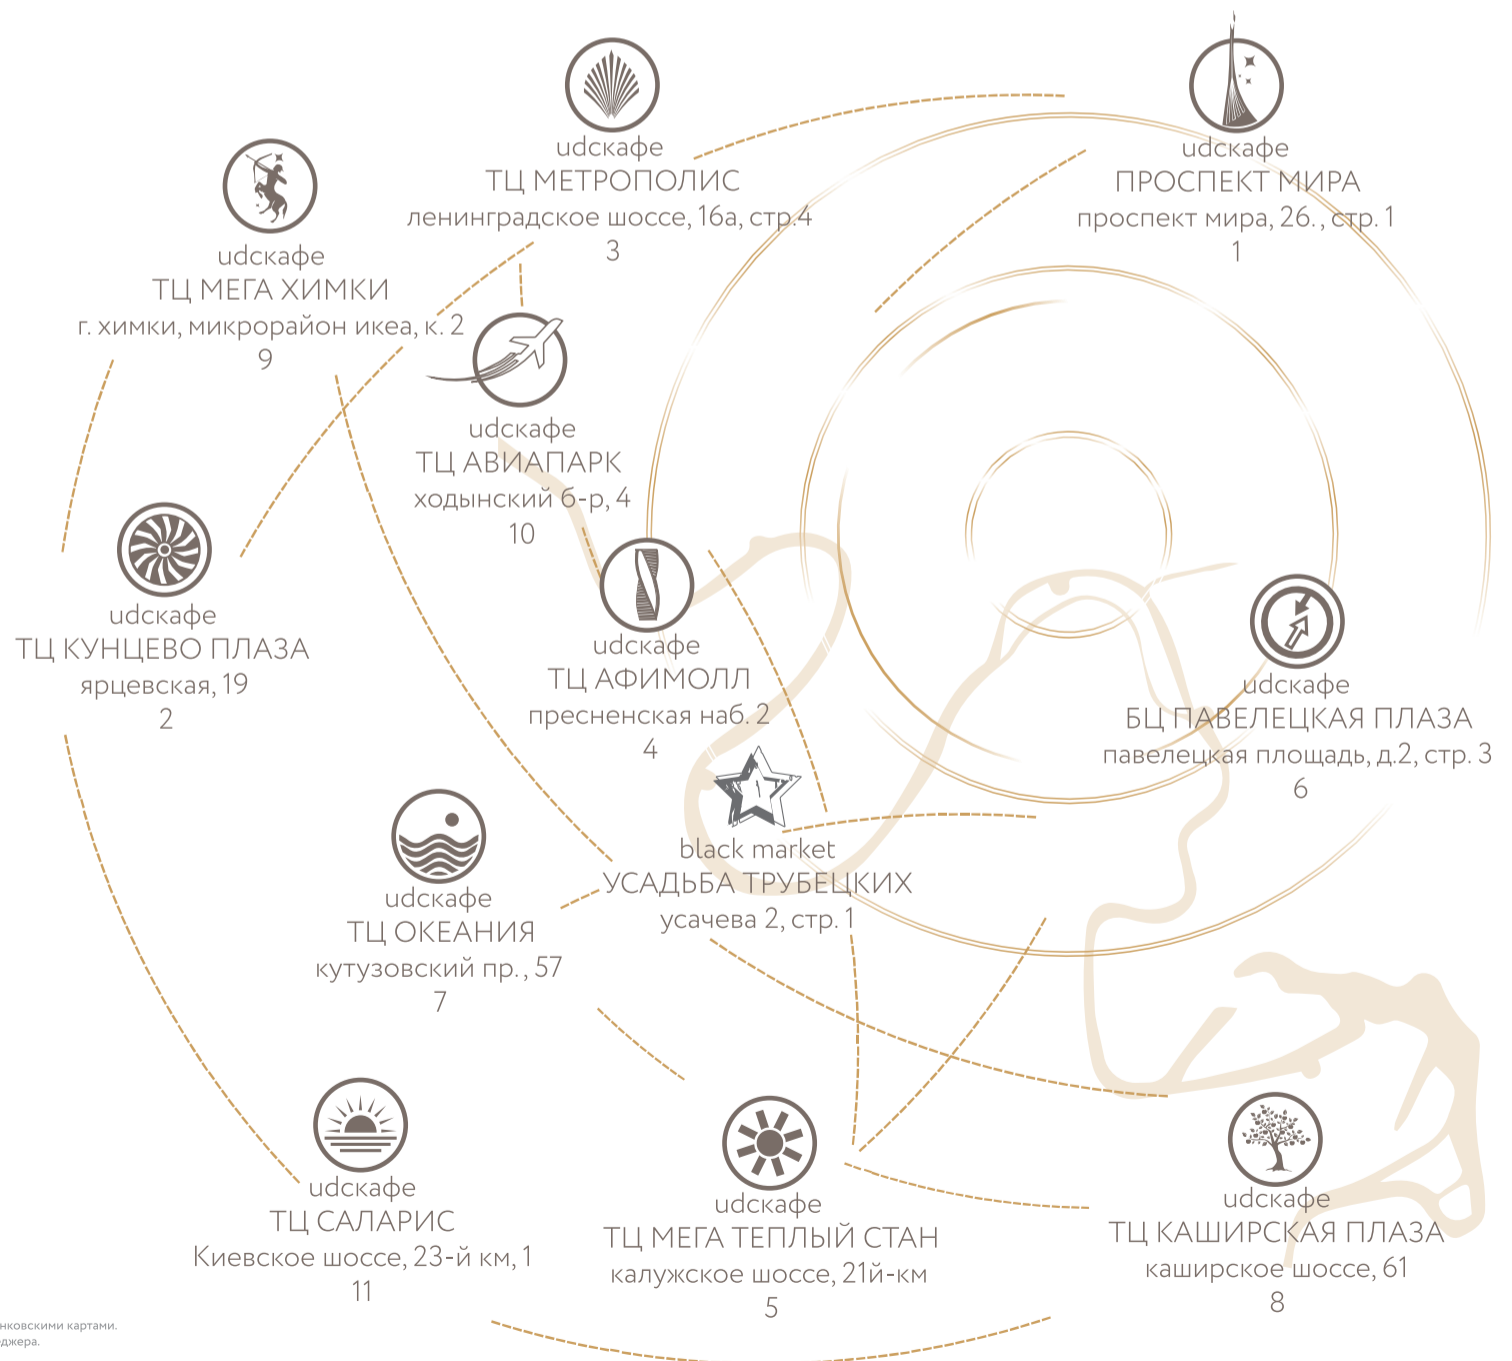 udcкафе
ТЦ МЕТРОПОЛИС
ленинградское шоссе, 16а, стр.4
3
udcкафе
ПРОСПЕКТ МИРА
проспект мира, 26., стр. 1
1
udcкафе
ТЦ МЕГА ХИМКИ
г. химки, микрорайон икеа, к. 2
9
udcкафе
ТЦ АВИАПАРК
ходынский б-р, 4
10
udcкафе
ТЦ КУНЦЕВО ПЛАЗА
ярцевская, 19
2
udcкафе
ТЦ АФИМОЛЛ
пресненская наб. 2
4
udcкафе
БЦ ПАВЕЛЕЦКАЯ ПЛАЗА
павелецкая площадь, д.2, стр. 3
6
1
black market
УСАДЬБА ТРУБЕЦКИХ
усачева 2, стр. 1
udcкафе
ТЦ ОКЕАНИЯ
кутузовский пр., 57
7
udcкафе
ТЦ САЛАРИС
Киевское шоссе, 23-й км, 1
11
udcкафе
ТЦ МЕГА ТЕПЛЫЙ СТАН
калужское шоссе, 21й-км
5
udcкафе
ТЦ КАШИРСКАЯ ПЛАЗА
каширское шоссе, 61
8
нковскими картами.
джера.